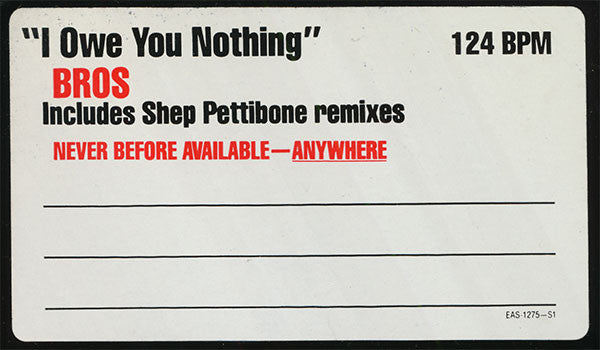 "I Owe You Nothing" 124 BPM
BROS
Includes Shep Pettibone remixes
NEVER BEFORE AVAILABLE—ANYWHERE
EAS-1275—S1